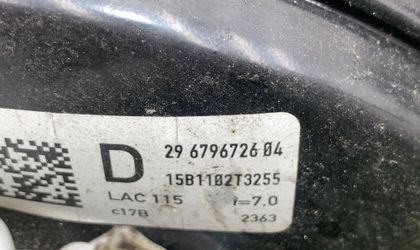 D 29 6796726 04
15B1102T3255
LAC 115 i=7.0
c17B 2363